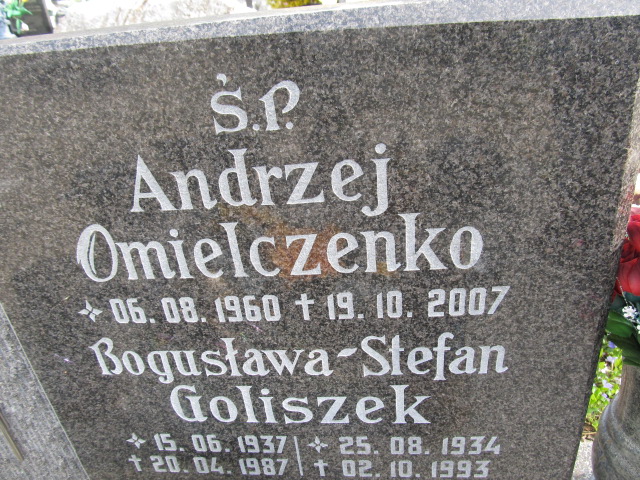 Ś.P.
Andrzej
Omielczenko
✧ 06.08.1960 † 19.10.2007
Bogusława-Stefan
Goliszek
✧ 15.06.1937 | ✧ 25.08.1934
† 20.04.1987 | † 02.10.1993